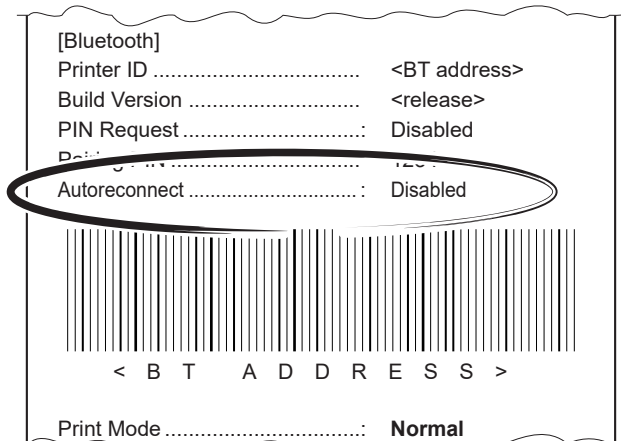 [Bluetooth]
Printer ID ................................... <BT address>
Build Version ............................. <release>
PIN Request ..............................: Disabled
Autoreconnect ............................. : Disabled
< B T A D D R E S S >
Print Mode .................................: Normal